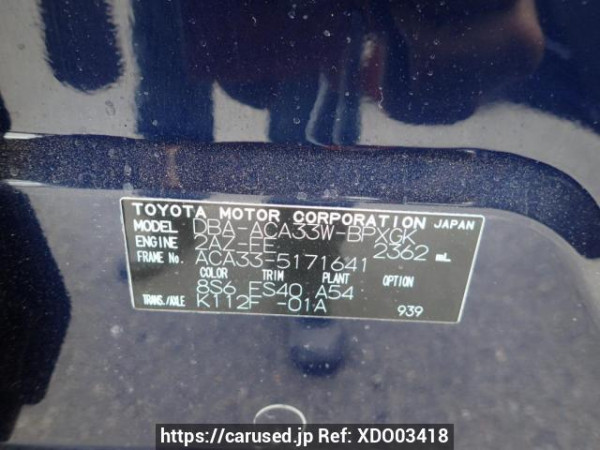 TOYOTA MOTOR CORPORATION JAPAN
MODEL DBA-ACA33W-BPXGK
ENGINE 2AZ-FE 2362 mL
FRAME No. ACA33-5171641
COLOR TRIM PLANT OPTION
8S6 FS40 A54
TRANS./AXLE K112F -01A 939
https://carused.jp Ref: XDO03418